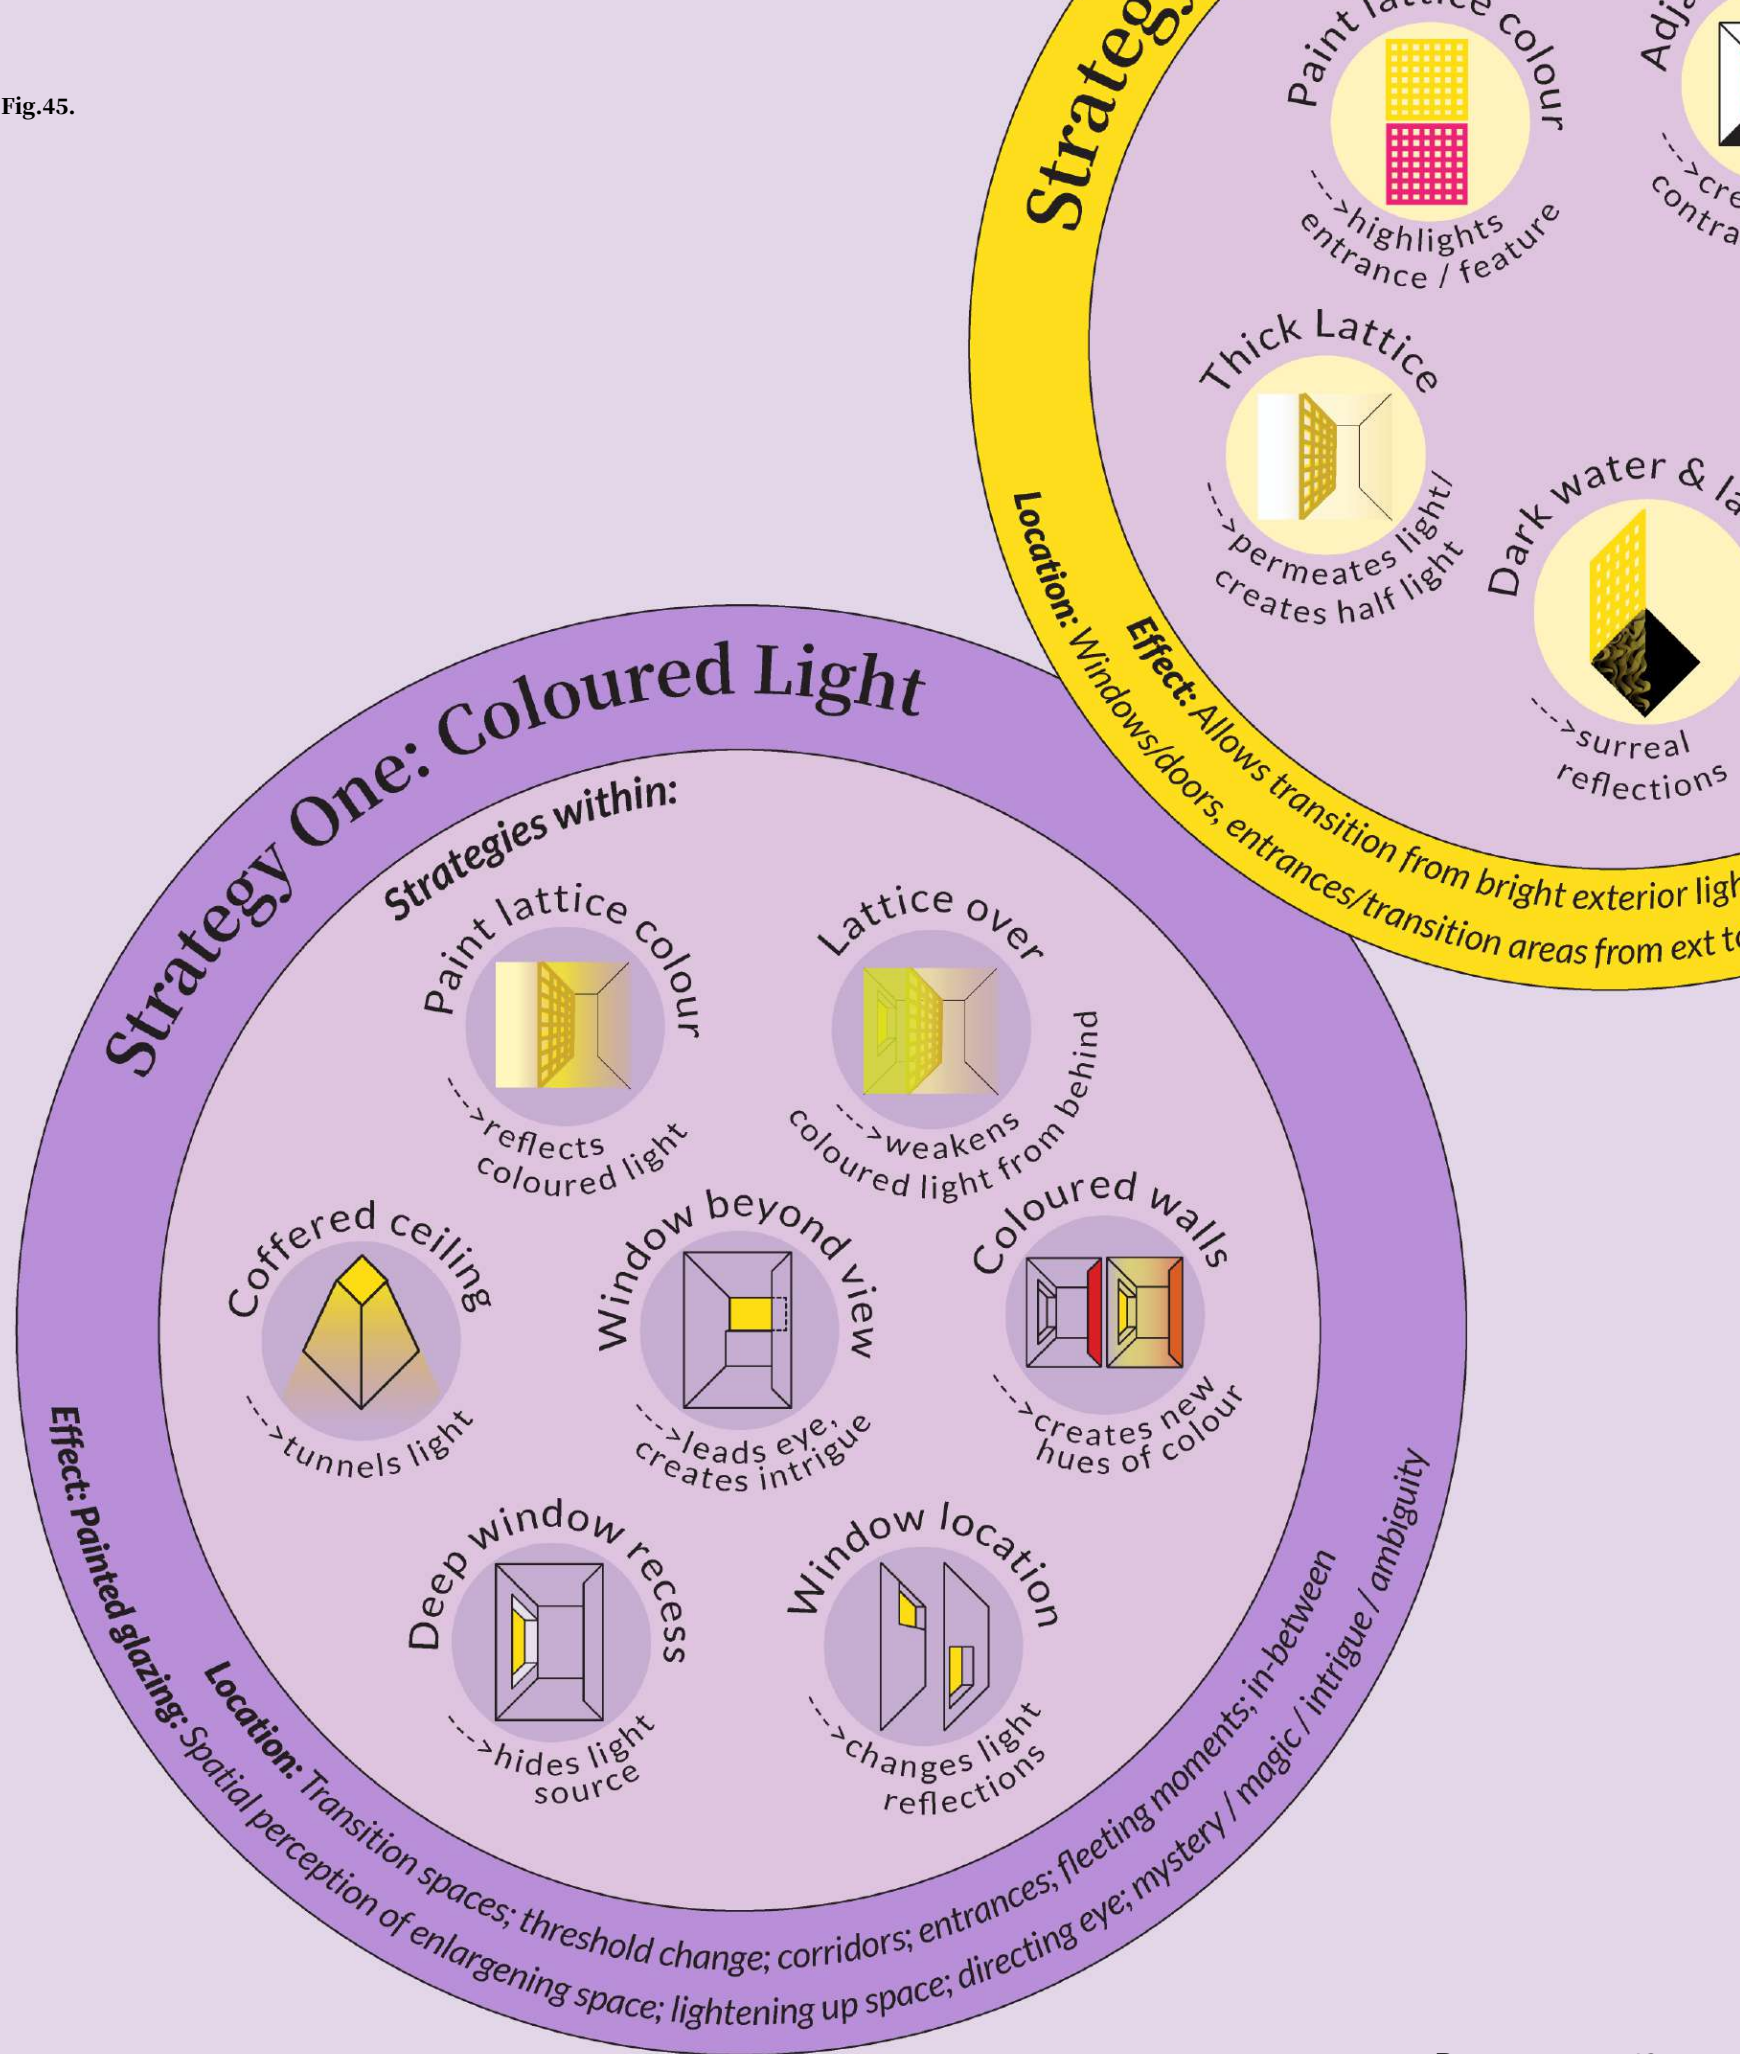 Fig.45.
Strategy
Paint lattice colour
--->highlights
entrance / feature
Thick Lattice
--->permeates light/
creates half light
Dark water &
--->surreal
reflections
Effect: Allows transition from bright exterior
Location: Windows/doors, entrances/transition areas from ext
Strategy One: Coloured Light
Strategies within:
Paint lattice colour
--->reflects
coloured light
Lattice over
--->weakens
coloured light from behind
Coffered ceiling
--->tunnels light
Window beyond view
--->leads eye,
creates intrigue
Coloured walls
--->creates new
hues of colour
Deep window recess
--->hides light
source
Window location
--->changes light
reflections
Location: Transition spaces; threshold change; corridors; entrances; fleeting moments; in-between
Effect: Painted glazing: Spatial perception of enlargening space; lightening up space; directing eye; mystery / magic / intrigue / ambiguity